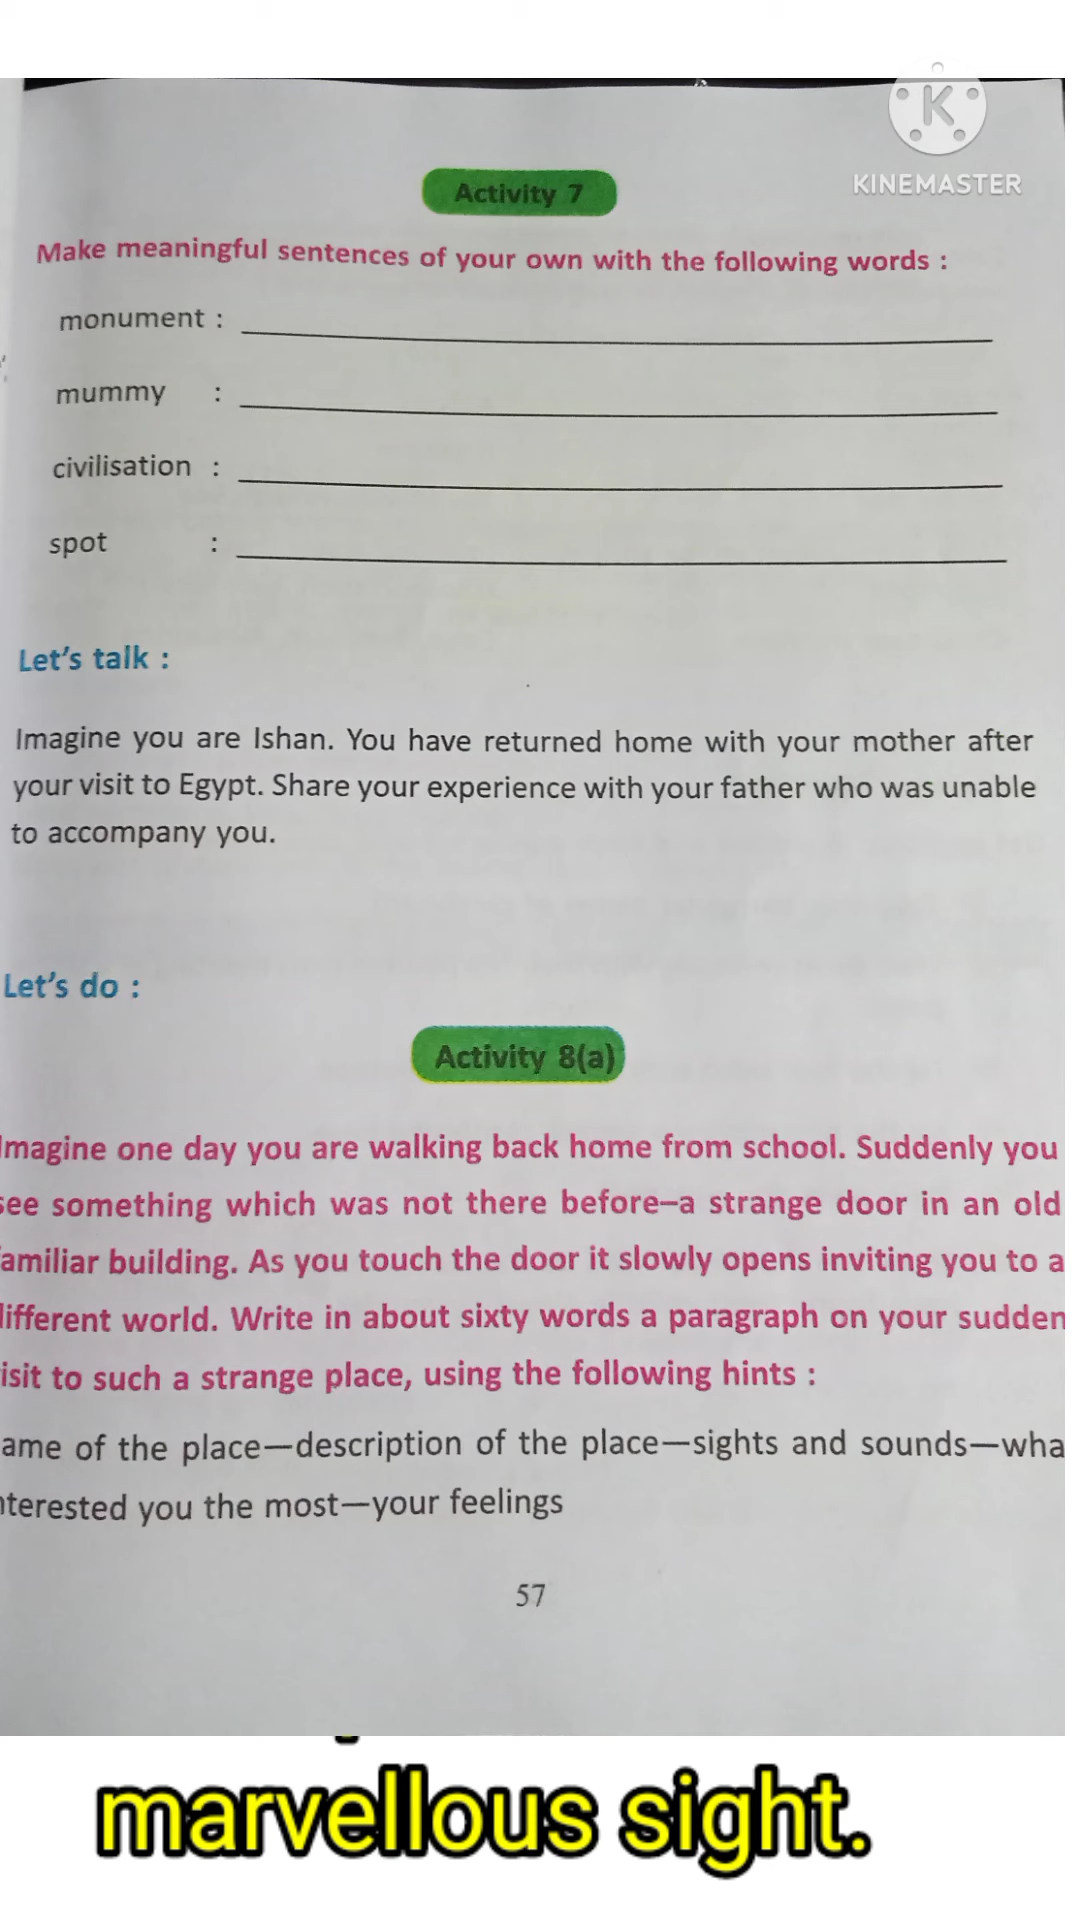 KINEMASTER
Activity 7
Make meaningful sentences of your own with the following words :
monument :
mummy :
civilisation :
spot :
Let's talk :
Imagine you are Ishan. You have returned home with your mother after
your visit to Egypt. Share your experience with your father who was unable
to accompany you.
Let's do :
Activity 8(a)
Imagine one day you are walking back home from school. Suddenly you
see something which was not there before—a strange door in an old
familiar building. As you touch the door it slowly opens inviting you to a
different world. Write in about sixty words a paragraph on your sudden
visit to such a strange place, using the following hints :
ame of the place—description of the place—sights and sounds—wha
nterested you the most—your feelings
57
marvellous sight.